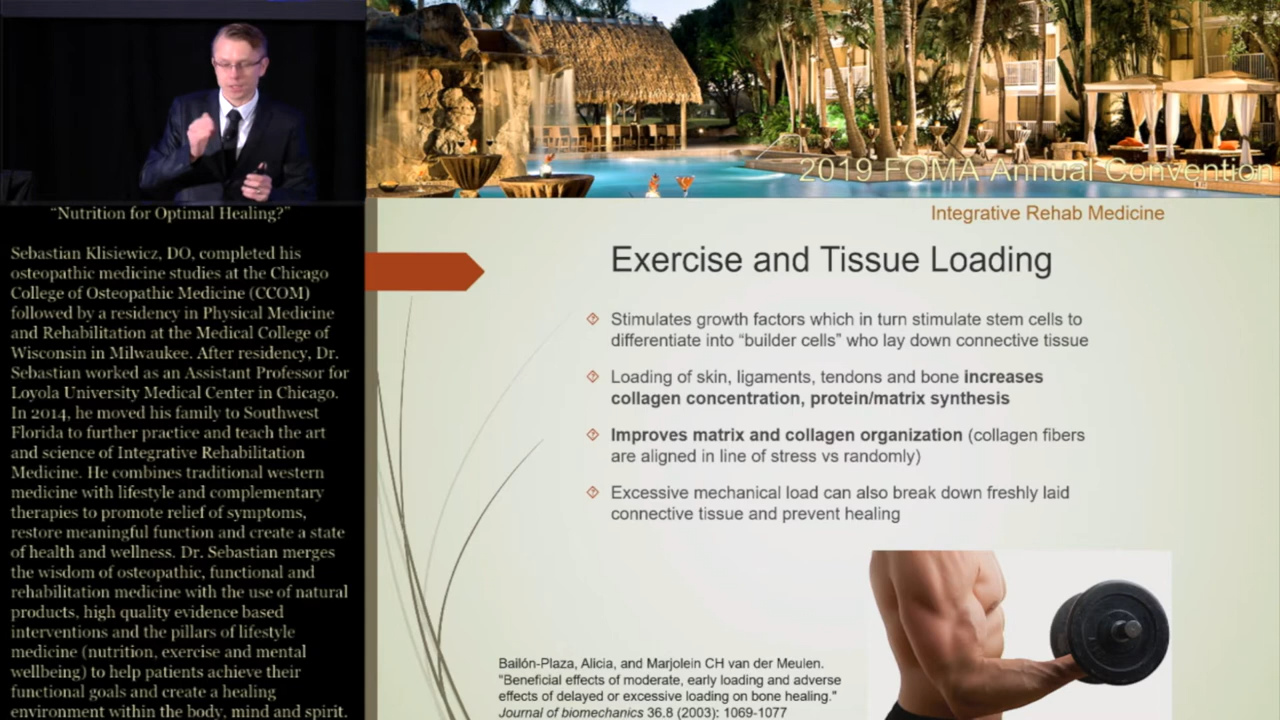 2019 FOMA Annual Convention
"Nutrition for Optimal Healing?"
Sebastian Klisiewicz, DO, completed his
osteopathic medicine studies at the Chicago
College of Osteopathic Medicine (CCOM)
followed by a residency in Physical Medicine
and Rehabilitation at the Medical College of
Wisconsin in Milwaukee. After residency, Dr.
Sebastian worked as an Assistant Professor for
Loyola University Medical Center in Chicago.
In 2014, he moved his family to Southwest
Florida to further practice and teach the art
and science of Integrative Rehabilitation
Medicine. He combines traditional western
medicine with lifestyle and complementary
therapies to promote relief of symptoms,
restore meaningful function and create a state
of health and wellness. Dr. Sebastian merges
the wisdom of osteopathic, functional and
rehabilitation medicine with the use of natural
products, high quality evidence based
interventions and the pillars of lifestyle
medicine (nutrition, exercise and mental
wellbeing) to help patients achieve their
functional goals and create a healing
environment within the body, mind and spirit.
Integrative Rehab Medicine
Exercise and Tissue Loading
Stimulates growth factors which in turn stimulate stem cells to
differentiate into "builder cells" who lay down connective tissue
Loading of skin, ligaments, tendons and bone increases
collagen concentration, protein/matrix synthesis
Improves matrix and collagen organization (collagen fibers
are aligned in line of stress vs randomly)
Excessive mechanical load can also break down freshly laid
connective tissue and prevent healing
Bailón-Plaza, Alicia, and Marjolein CH van der Meulen.
"Beneficial effects of moderate, early loading and adverse
effects of delayed or excessive loading on bone healing."
Journal of biomechanics 36.8 (2003): 1069-1077